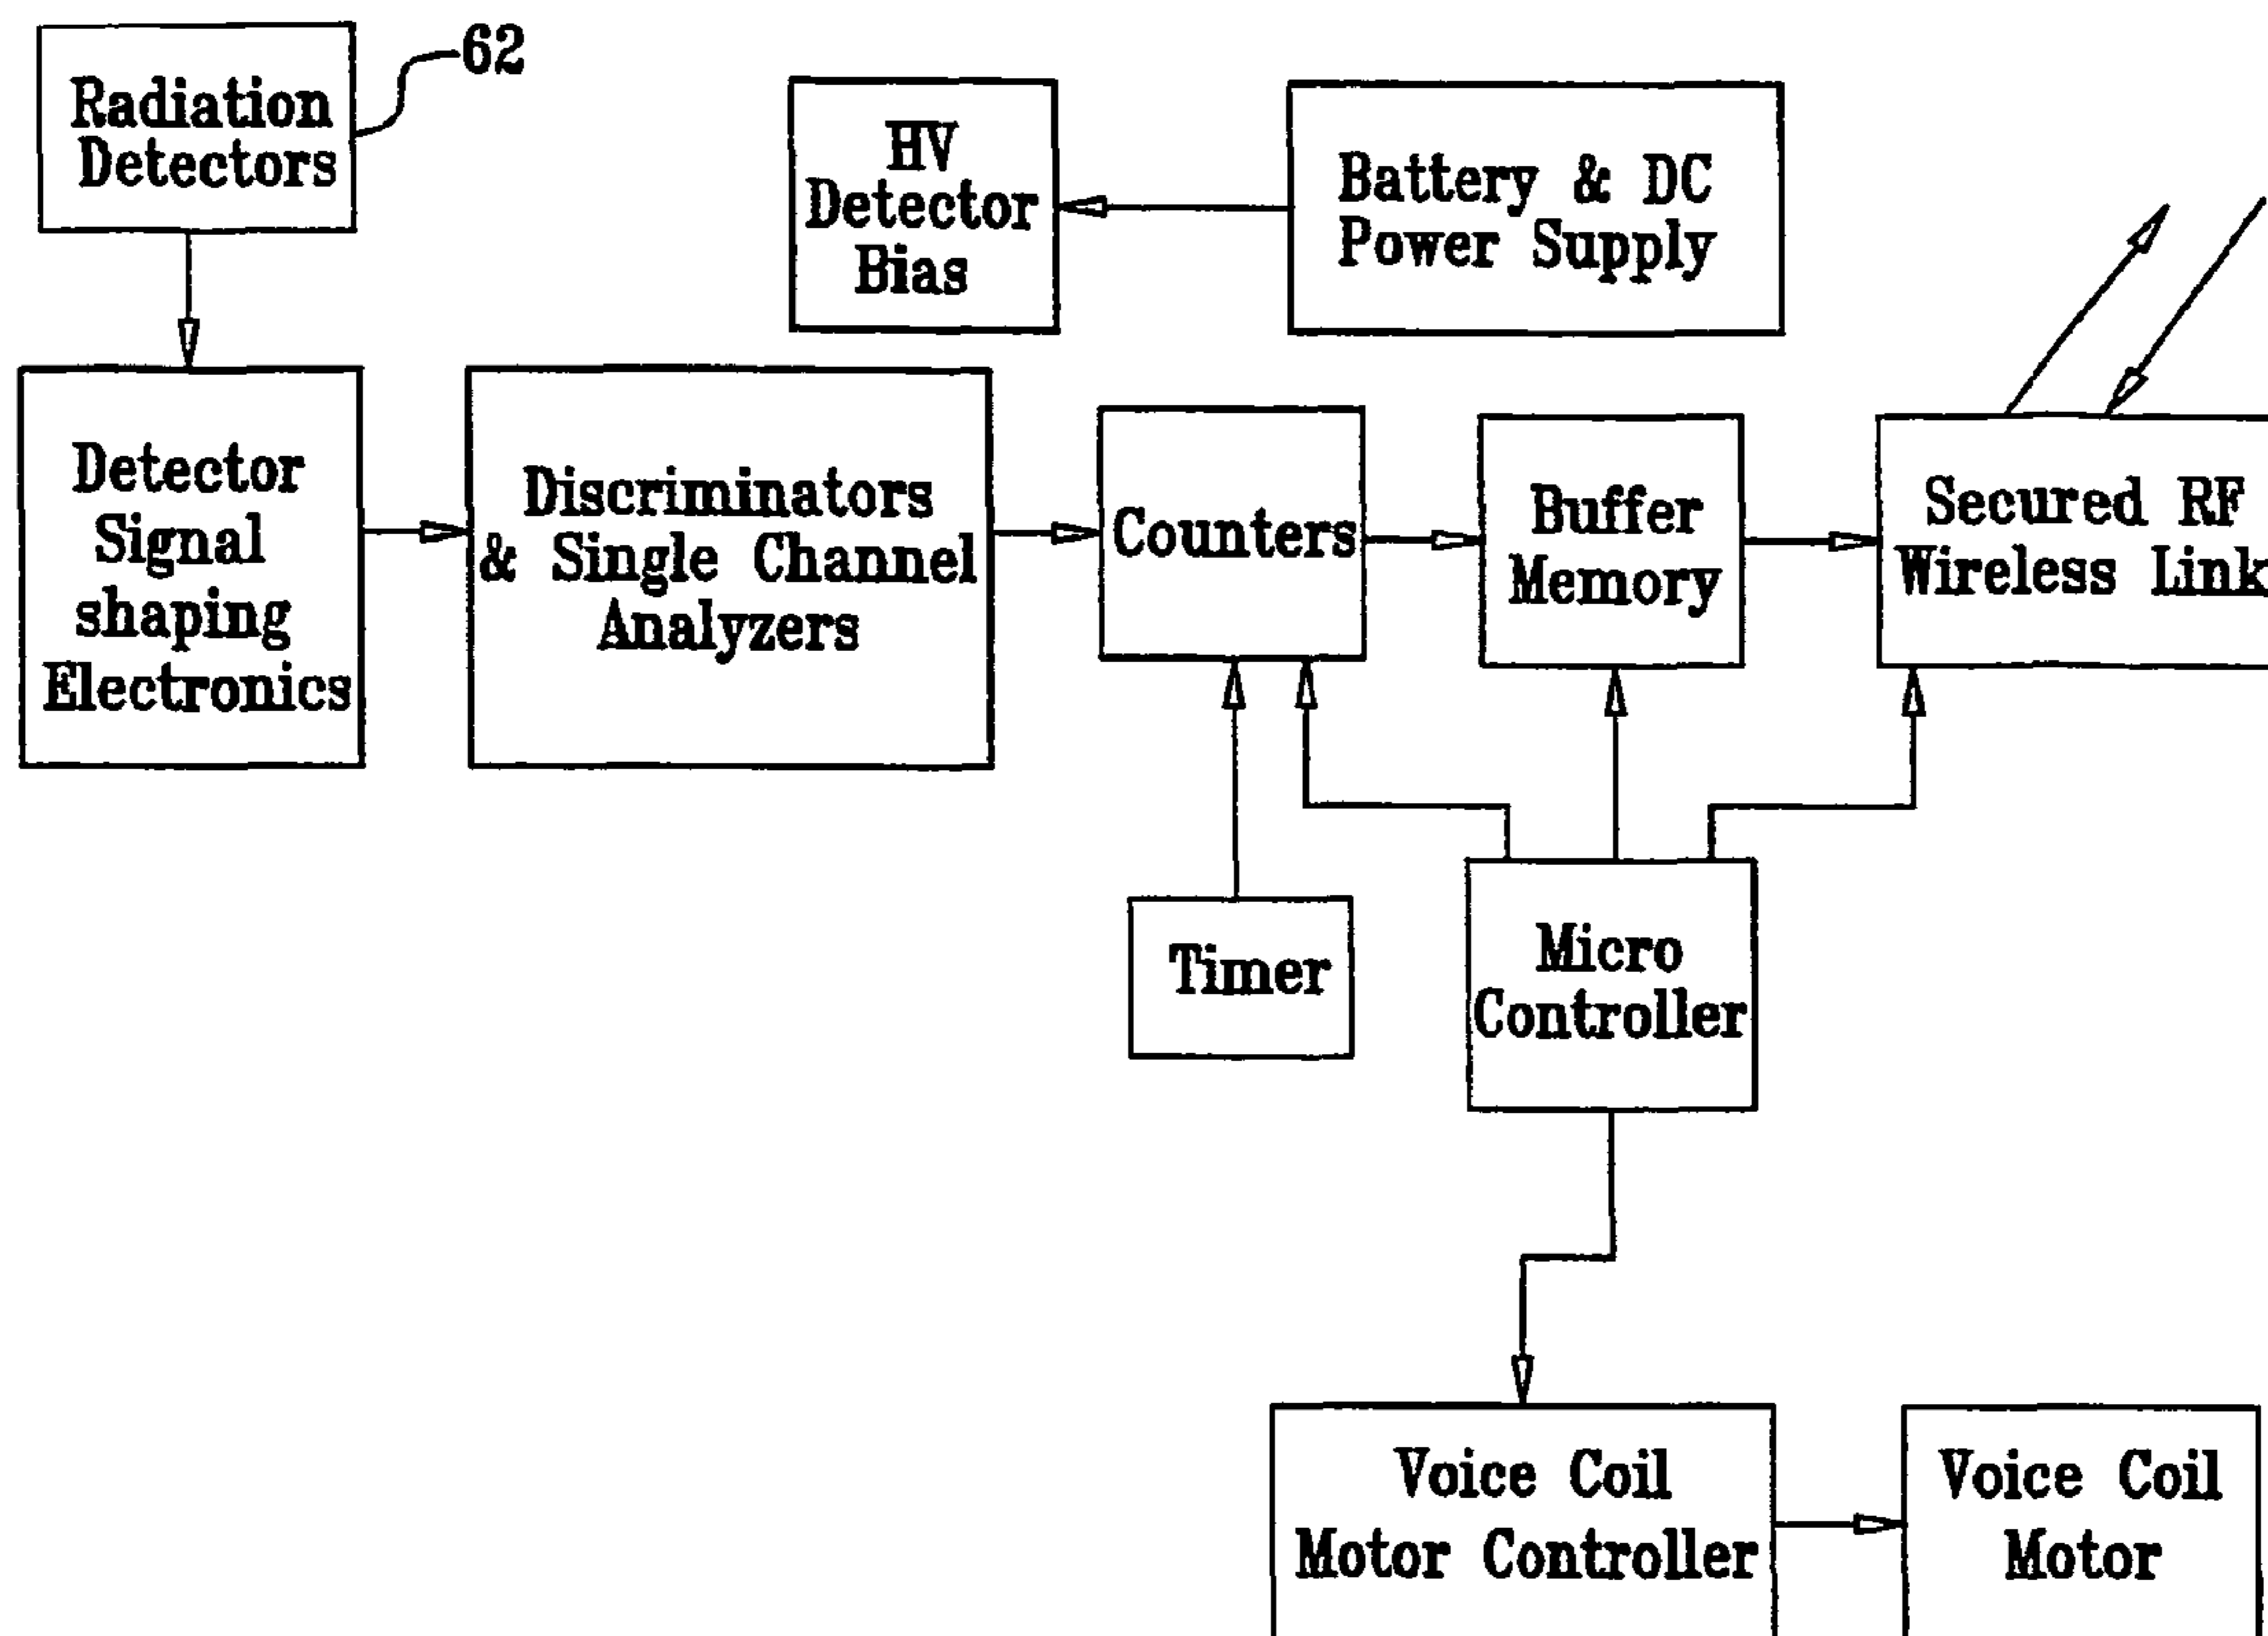 Radiation
Detectors
62
HV
Detector
Bias
Battery & DC
Power Supply
Detector
Signal
shaping
Electronics
Discriminators
& Single Channel
Analyzers
Counters
Buffer
Memory
Secured RF
Wireless Link
Timer
Micro
Controller
Voice Coil
Motor Controller
Voice Coil
Motor